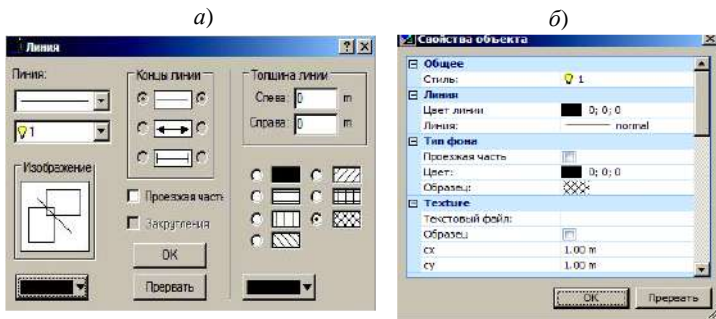 а) б)
Линия
Линия:
1
Изображение
Концы линии
Проезжая часть
Закругления
OK
Прервать
Толщина линии
Слева: 0 m
Справа: 0 m
Свойства объекта
Общее
Стиль: 1
Линия
Цвет линии 0; 0; 0
Линия: normal
Тип фона
Проезжая часть
Цвет: 0; 0; 0
Образец:
Texture
Текстовый файл:
Образец
cx 1.00 m
cy 1.00 m
OK Прервать